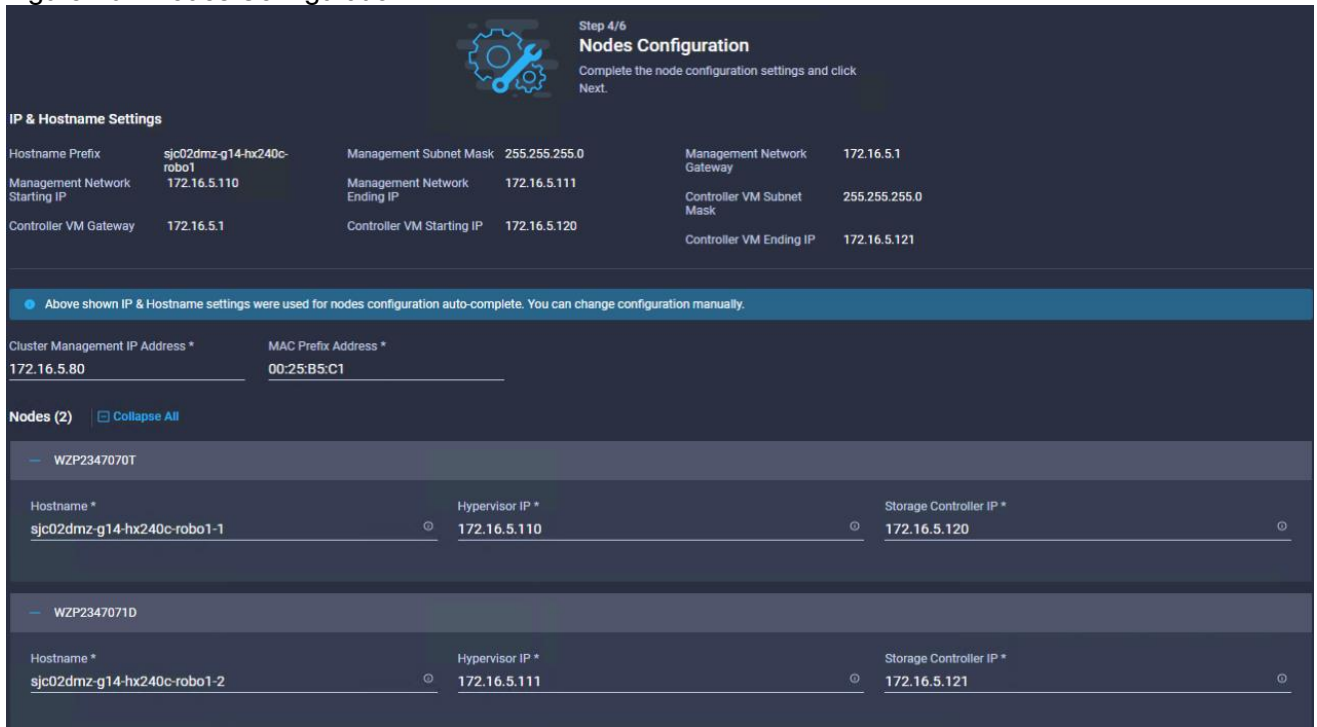 Step 4/6
Nodes Configuration
Complete the node configuration settings and click
Next.
IP & Hostname Settings
Hostname Prefix sjc02dmz-g14-hx240c-
robo1
Management Subnet Mask 255.255.255.0
Management Network
Gateway
172.16.5.1
Management Network
Starting IP
172.16.5.110
Management Network
Ending IP
172.16.5.111
Controller VM Subnet
Mask
255.255.255.0
Controller VM Gateway 172.16.5.1
Controller VM Starting IP 172.16.5.120
Controller VM Ending IP 172.16.5.121
Above shown IP & Hostname settings were used for nodes configuration auto-complete. You can change configuration manually.
Cluster Management IP Address * MAC Prefix Address *
172.16.5.80 00:25:B5:C1
Nodes (2) Collapse All
WZP2347070T
Hostname * Hypervisor IP * Storage Controller IP *
sjc02dmz-g14-hx240c-robo1-1 172.16.5.110 172.16.5.120
WZP2347071D
Hostname * Hypervisor IP * Storage Controller IP *
sjc02dmz-g14-hx240c-robo1-2 172.16.5.111 172.16.5.121